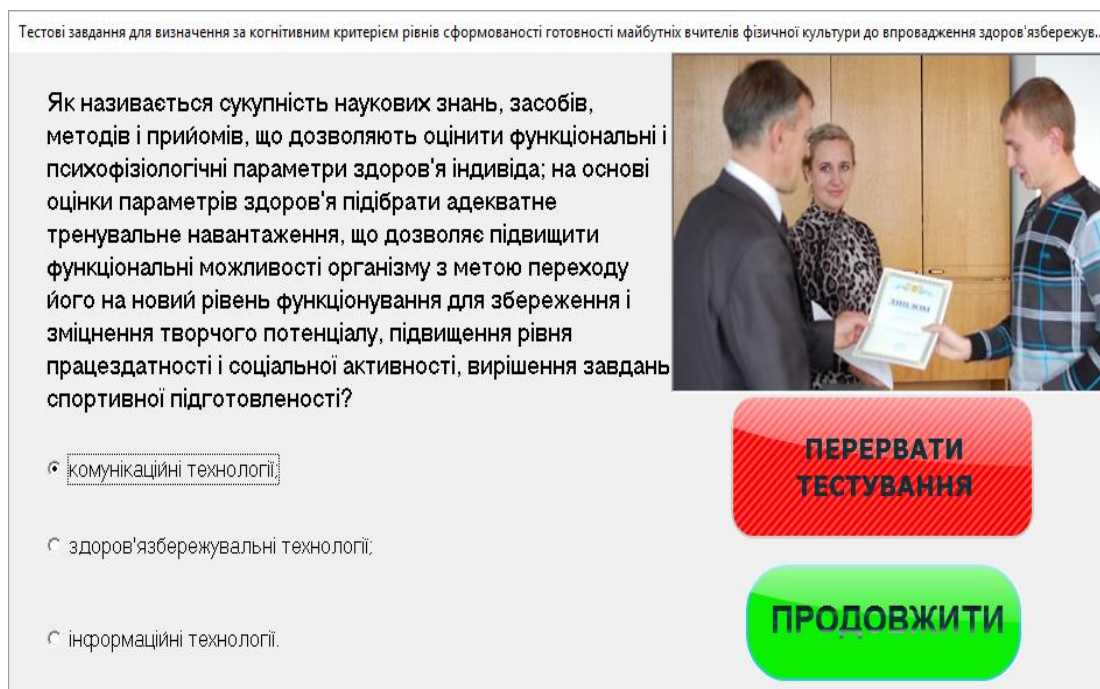 Тестові завдання для визначення за когнітивним критерієм рівнів сформованості готовності майбутніх вчителів фізичної культури до впровадження здоров'язбережув...
Як називається сукупність наукових знань, засобів,
методів і прийомів, що дозволяють оцінити функціональні і
психофізіологічні параметри здоров'я індивіда; на основі
оцінки параметрів здоров'я підібрати адекватне
тренувальне навантаження, що дозволяє підвищити
функціональні можливості організму з метою переходу
його на новий рівень функціонування для збереження і
зміцнення творчого потенціалу, підвищення рівня
працездатності і соціальної активності, вирішення завдань
спортивної підготовленості?
комунікаційні технології;
здоров'язбережувальні технології;
інформаційні технології.
ДИПЛОМ
ПЕРЕРВАТИ
ТЕСТУВАННЯ
ПРОДОВЖИТИ